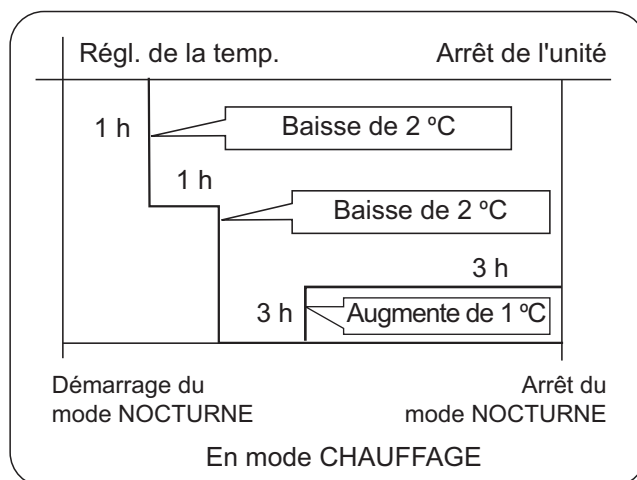 Régl. de la temp.
Arrêt de l'unité
1 h
Baisse de 2 ºC
1 h
Baisse de 2 ºC
3 h
3 h
Augmente de 1 ºC
Démarrage du
mode NOCTURNE
Arrêt du
mode NOCTURNE
En mode CHAUFFAGE